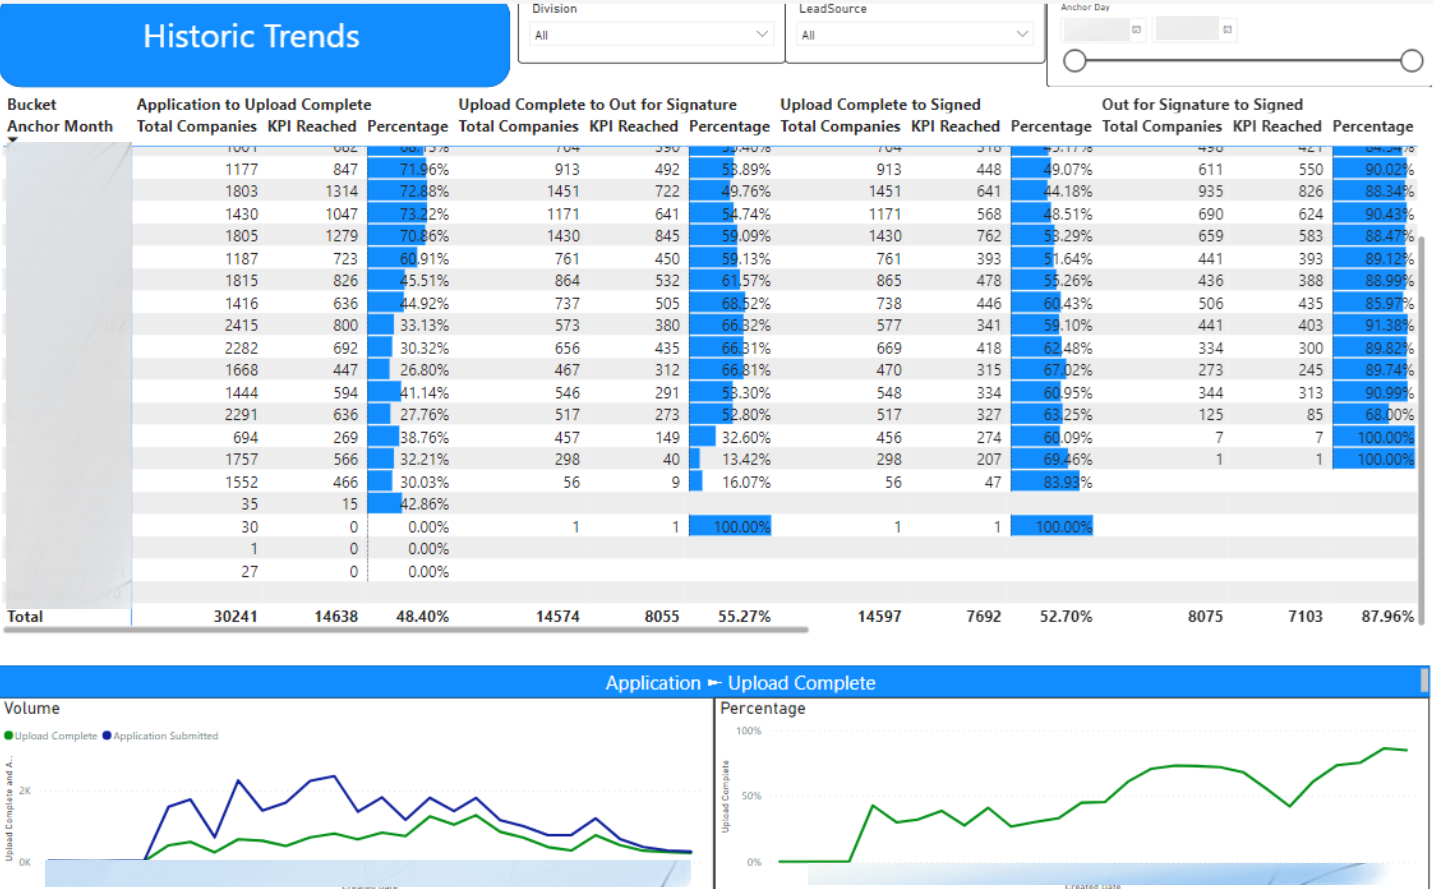 Historic Trends
Division
All
LeadSource
All
Anchor Day
Bucket Application to Upload Complete Upload Complete to Out for Signature Upload Complete to Signed Out for Signature to Signed
Anchor Month Total Companies KPI Reached Percentage Total Companies KPI Reached Percentage Total Companies KPI Reached Percentage Total Companies KPI Reached Percentage
1177 847 71.96% 913 492 53.89% 913 448 49.07% 611 550 90.02%
1803 1314 72.88% 1451 722 49.76% 1451 641 44.18% 935 826 88.34%
1430 1047 73.22% 1171 641 54.74% 1171 568 48.51% 690 624 90.43%
1805 1279 70.86% 1430 845 59.09% 1430 762 53.29% 659 583 88.47%
1187 723 60.91% 761 450 59.13% 761 393 51.64% 441 393 89.12%
1815 826 45.51% 864 532 61.57% 865 478 55.26% 436 388 88.99%
1416 636 44.92% 737 505 68.52% 738 446 60.43% 506 435 85.97%
2415 800 33.13% 573 380 66.32% 577 341 59.10% 441 403 91.38%
2282 692 30.32% 656 435 66.31% 669 418 62.48% 334 300 89.82%
1668 447 26.80% 467 312 66.81% 470 315 67.02% 273 245 89.74%
1444 594 41.14% 546 291 53.30% 548 334 60.95% 344 313 90.99%
2291 636 27.76% 517 273 52.80% 517 327 63.25% 125 85 68.00%
694 269 38.76% 457 149 32.60% 456 274 60.09% 7 7 100.00%
1757 566 32.21% 298 40 13.42% 298 207 69.46% 1 1 100.00%
1552 466 30.03% 56 9 16.07% 56 47 83.93%
35 15 42.86%
30 0 0.00% 1 1 100.00% 1 1 100.00%
1 0 0.00%
27 0 0.00%
Total 30241 14638 48.40% 14574 8055 55.27% 14597 7692 52.70% 8075 7103 87.96%
Application ► Upload Complete
Volume
Upload Complete Application Submitted
Upload Complete and A...
2K
0K
Created Date
Percentage
Upload Complete
100%
50%
0%
Created Date